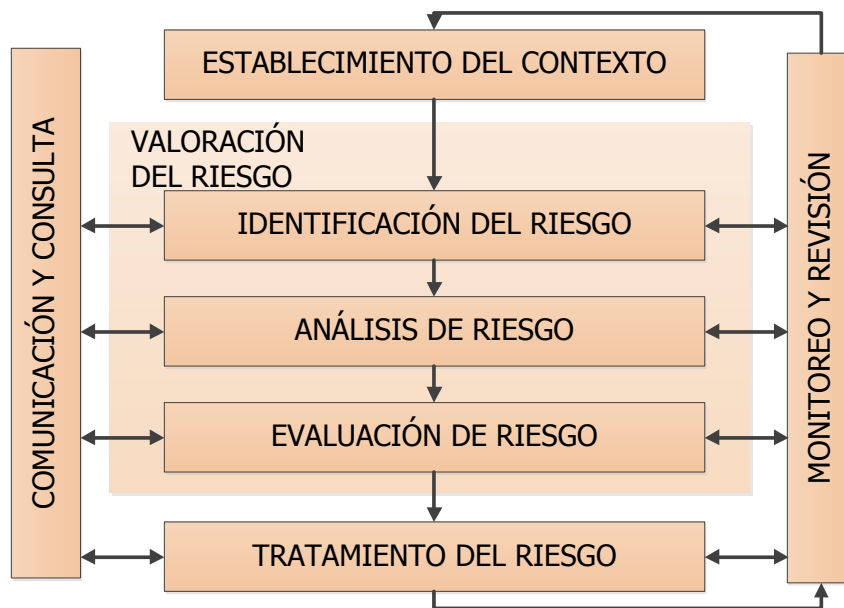 ESTABLECIMIENTO DEL CONTEXTO
COMUNICACIÓN Y CONSULTA
VALORACIÓN
DEL RIESGO
IDENTIFICACIÓN DEL RIESGO
ANÁLISIS DE RIESGO
EVALUACIÓN DE RIESGO
TRATAMIENTO DEL RIESGO
MONITOREO Y REVISIÓN